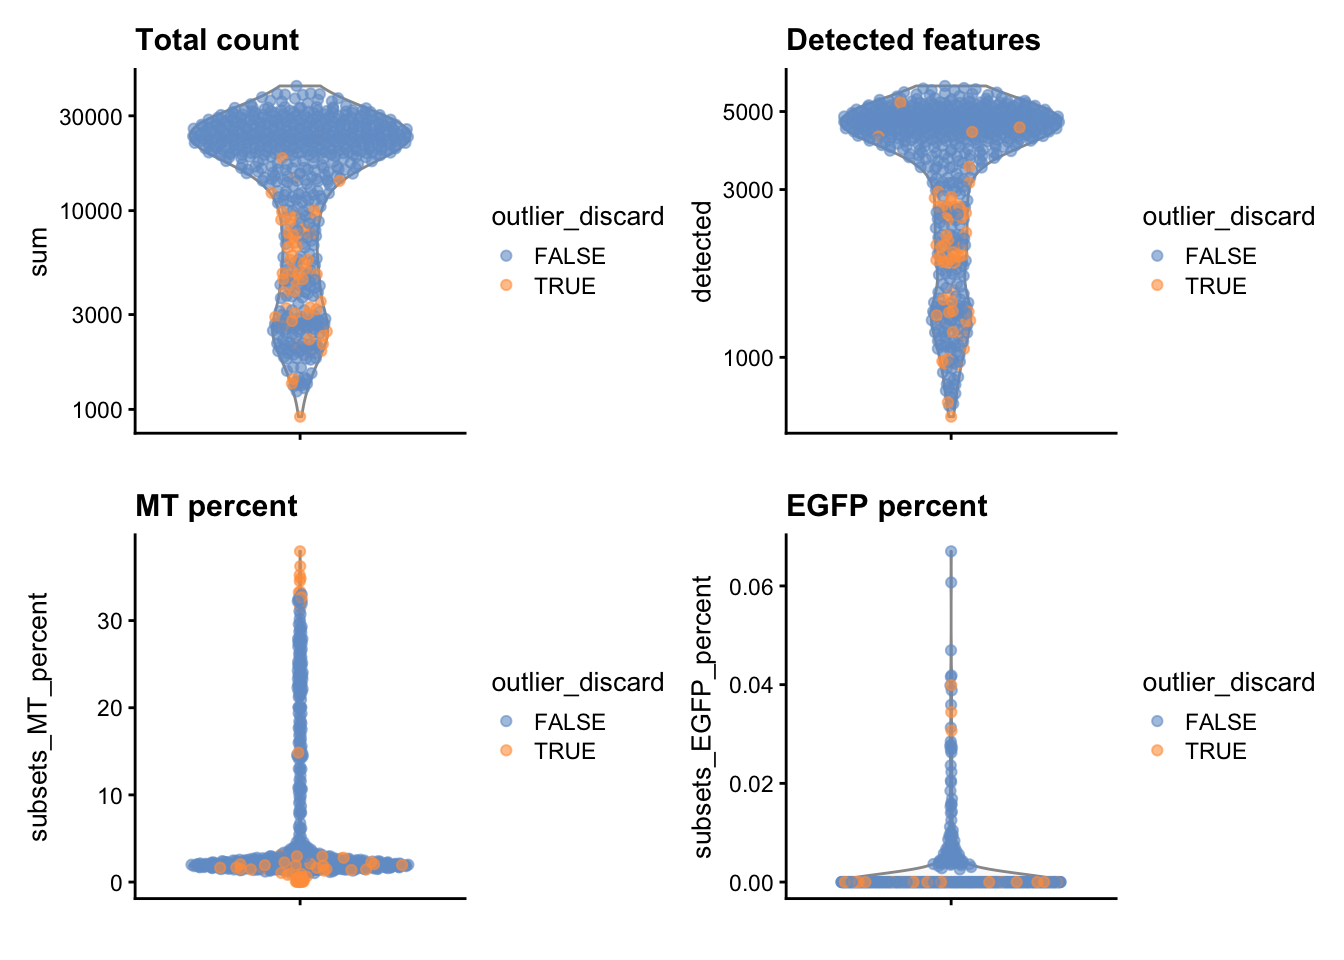 Total count
sum
30000
10000
3000
1000
outlier_discard
FALSE
TRUE
Detected features
detected
5000
3000
1000
outlier_discard
FALSE
TRUE
MT percent
subsets_MT_percent
30
20
10
0
outlier_discard
FALSE
TRUE
EGFP percent
subsets_EGFP_percent
0.06
0.04
0.02
0.00
outlier_discard
FALSE
TRUE